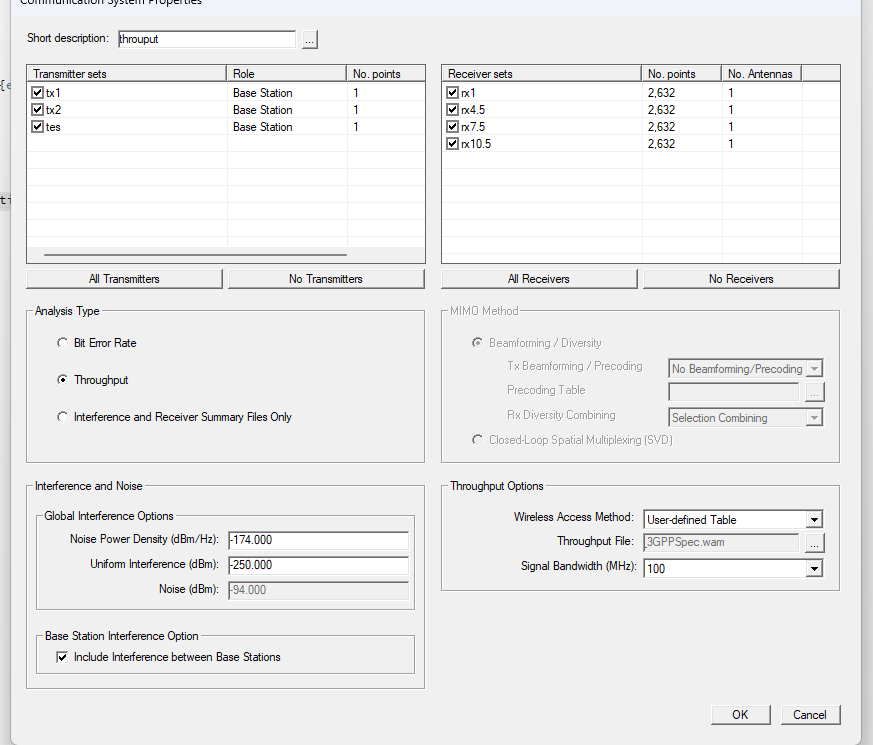 Communication System Properties
Short description: throuput ...
Transmitter sets Role No. points
tx1 Base Station 1
tx2 Base Station 1
tes Base Station 1
All Transmitters No Transmitters
Receiver sets No. points No. Antennas
rx1 2,632 1
rx4.5 2,632 1
rx7.5 2,632 1
rx10.5 2,632 1
All Receivers No Receivers
Analysis Type
Bit Error Rate
Throughput
Interference and Receiver Summary Files Only
MIMO Method
Beamforming / Diversity
Tx Beamforming / Precoding No Beamforming/Precoding
Precoding Table ...
Rx Diversity Combining Selection Combining
Closed-Loop Spatial Multiplexing (SVD)
Interference and Noise
Global Interference Options
Noise Power Density (dBm/Hz): -174.000
Uniform Interference (dBm): -250.000
Noise (dBm): -94.000
Base Station Interference Option
Include Interference between Base Stations
Throughput Options
Wireless Access Method: User-defined Table
Throughput File: 3GPPSpec.wam ...
Signal Bandwidth (MHz): 100
OK Cancel